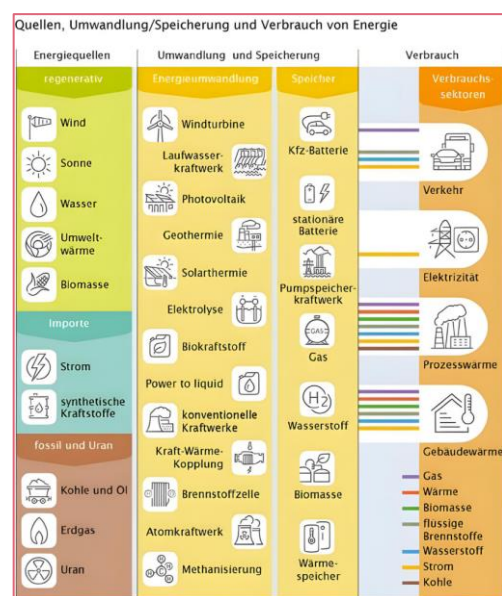 Quellen, Umwandlung/Speicherung und Verbrauch von Energie
Energiequellen
Umwandlung und Speicherung
Verbrauch
regenerativ
Wind
Sonne
Wasser
Umwelt-
wärme
Biomasse
Importe
Strom
synthetische
Kraftstoffe
fossil und Uran
Kohle und Öl
Erdgas
Uran
Energieumwandlung
Windturbine
Laufwasser-
kraftwerk
Photovoltaik
Geothermie
Solarthermie
Elektrolyse
Biokraftstoff
Power to liquid
konventionelle
Kraftwerke
Kraft-Wärme-
Kopplung
Brennstoffzelle
Atomkraftwerk
Methanisierung
Speicher
Kfz-Batterie
stationäre
Batterie
Pumpspeicher-
kraftwerk
GAS
Gas
H2
Wasserstoff
Biomasse
Wärme-
speicher
Verbrauchs-
sektoren
Verkehr
Elektrizität
Prozesswärme
Gebäudewärme
Gas
Wärme
Biomasse
flüssige
Brennstoffe
Wasserstoff
Strom
Kohle